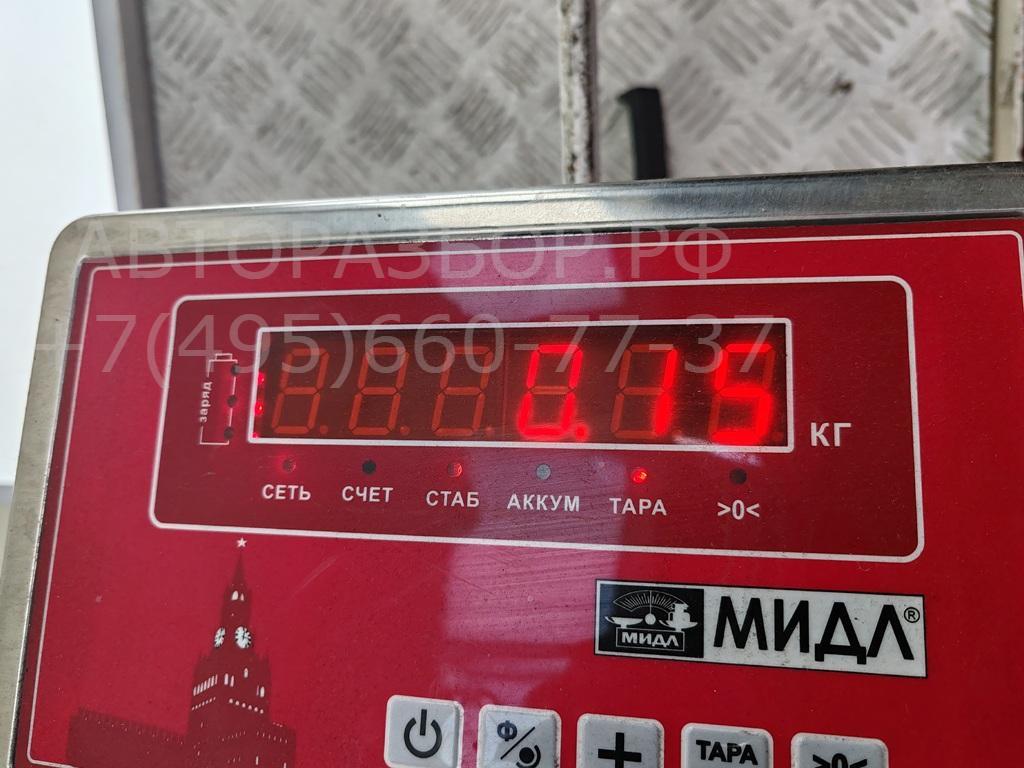 АВТОРАЗБОР.РФ
+7(495)660-77-37
заряд
0.15 КГ
СЕТЬ СЧЕТ СТАБ АККУМ ТАРА >0<
МИДЛ МИДЛ®
Ф/ + ТАРА >0<